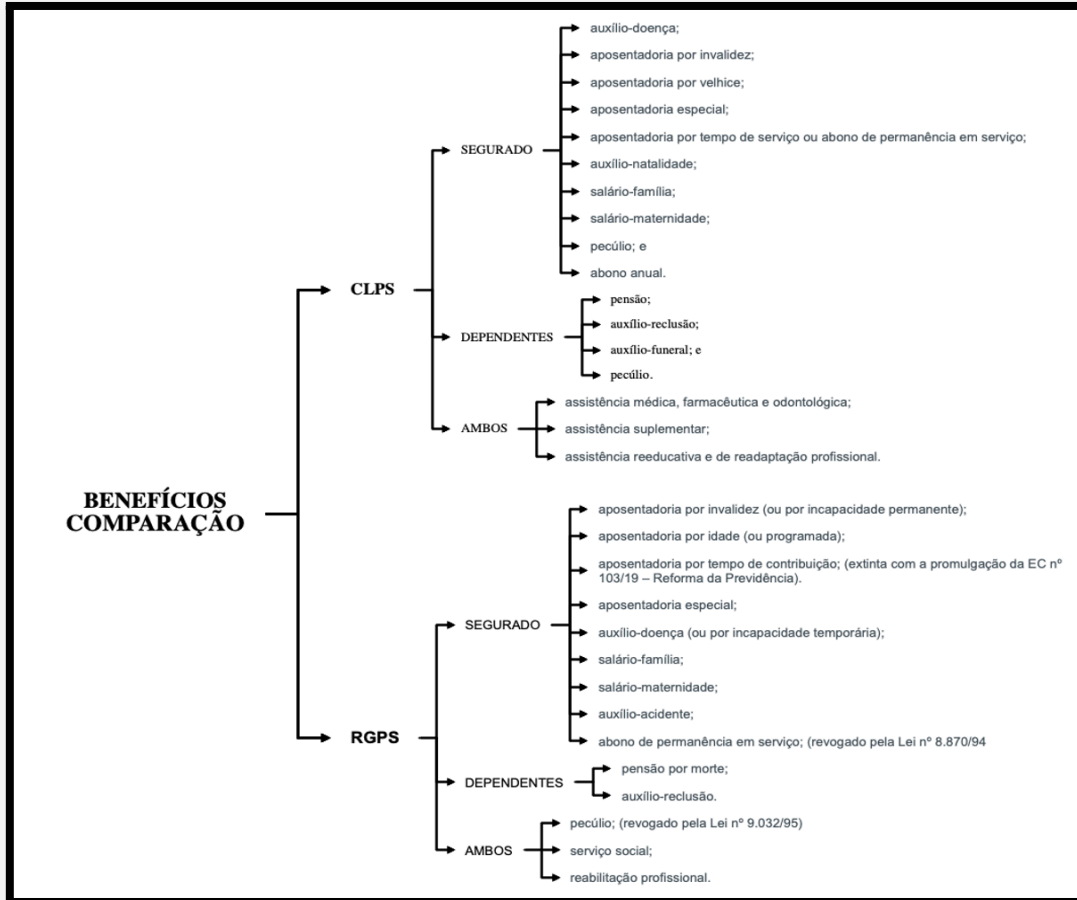 BENEFÍCIOS
COMPARAÇÃO
CLPS
SEGURADO
auxílio-doença;
aposentadoria por invalidez;
aposentadoria por velhice;
aposentadoria especial;
aposentadoria por tempo de serviço ou abono de permanência em serviço;
auxílio-natalidade;
salário-família;
salário-maternidade;
pecúlio; e
abono anual.
DEPENDENTES
pensão;
auxílio-reclusão;
auxílio-funeral; e
pecúlio.
AMBOS
assistência médica, farmacêutica e odontológica;
assistência suplementar;
assistência reeducativa e de readaptação profissional.
RGPS
SEGURADO
aposentadoria por invalidez (ou por incapacidade permanente);
aposentadoria por idade (ou programada);
aposentadoria por tempo de contribuição; (extinta com a promulgação da EC nº
103/19 – Reforma da Previdência).
aposentadoria especial;
auxílio-doença (ou por incapacidade temporária);
salário-família;
salário-maternidade;
auxílio-acidente;
abono de permanência em serviço; (revogado pela Lei nº 8.870/94
DEPENDENTES
pensão por morte;
auxílio-reclusão.
AMBOS
pecúlio; (revogado pela Lei nº 9.032/95)
serviço social;
reabilitação profissional.